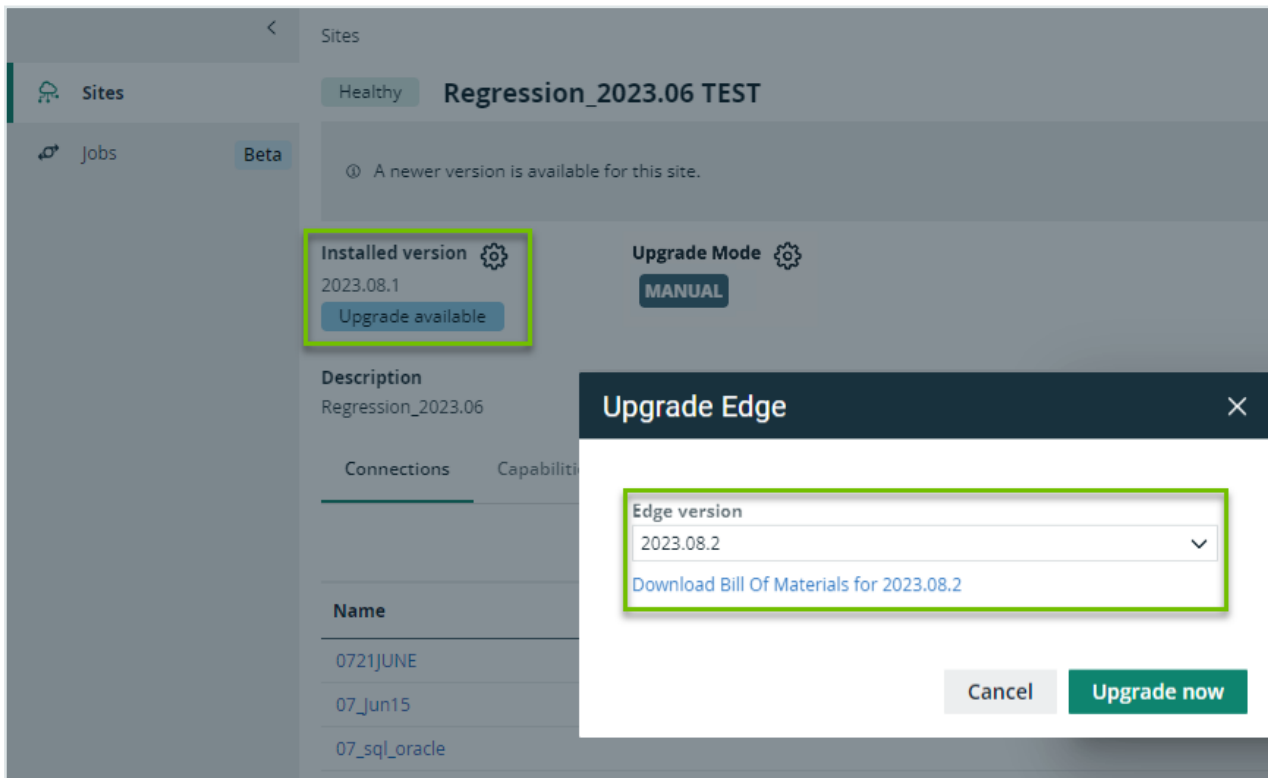 Sites
Sites
Healthy
Regression_2023.06 TEST
Jobs
Beta
A newer version is available for this site.
Installed version
Upgrade Mode
2023.08.1
MANUAL
Upgrade available
Description
Regression_2023.06
Upgrade Edge
Connections
Edge version
2023.08.2
Download Bill Of Materials for 2023.08.2
Name
0721JUNE
07_Jun15
07_sql_oracle
Cancel
Upgrade now